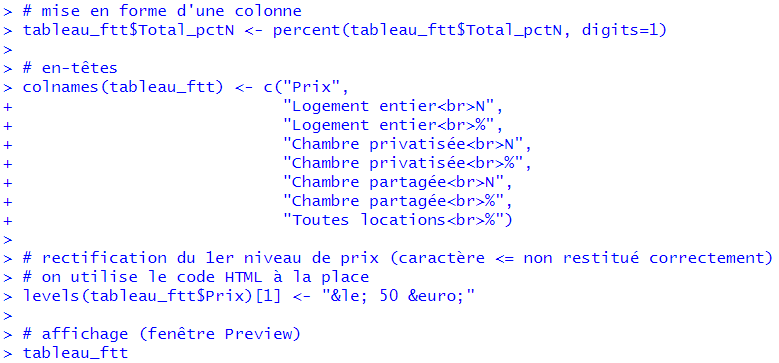 > # mise en forme d'une colonne
> tableau_ftt$Total_pctN <- percent(tableau_ftt$Total_pctN, digits=1)
>
> # en-têtes
> colnames(tableau_ftt) <- c("Prix",
+                            "Logement entier<br>N",
+                            "Logement entier<br>%",
+                            "Chambre privatisée<br>N",
+                            "Chambre privatisée<br>%",
+                            "Chambre partagée<br>N",
+                            "Chambre partagée<br>%",
+                            "Toutes locations<br>%")
>
> # rectification du 1er niveau de prix (caractère <= non restitué correctement)
> # on utilise le code HTML à la place
> levels(tableau_ftt$Prix)[1] <- "&le; 50 &euro;"
>
> # affichage (fenêtre Preview)
> tableau_ftt